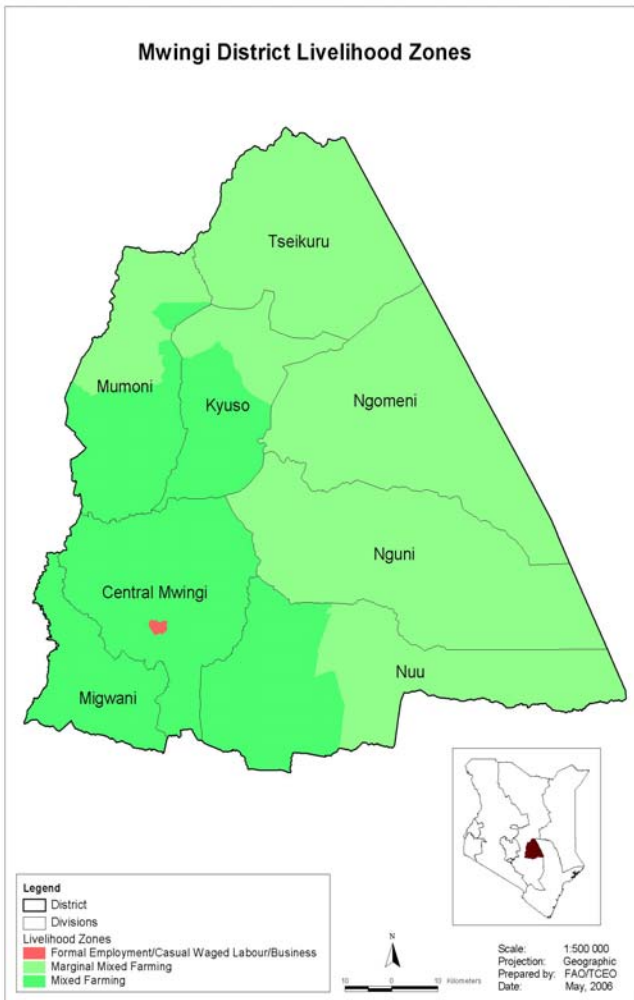 Mwingi District Livelihood Zones
Tseikuru
Mumoni
Kyuso
Ngomeni
Nguni
Central Mwingi
Nuu
Migwani
Legend
District
Divisions
Livelihood Zones
Formal Employment/Casual Waged Labour/Business
Marginal Mixed Farming
Mixed Farming
N
10 0 10 Kilometers
Scale: 1:500 000
Projection: Geographic
Prepared by: FAO/TCEO
Date: May, 2006